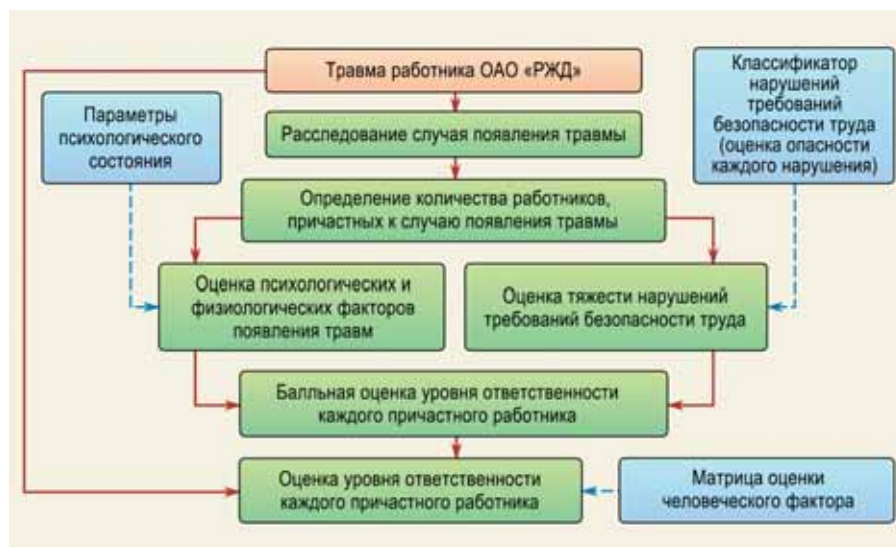 Травма работника ОАО «РЖД»
Классификатор
нарушений
требований
безопасности труда
(оценка опасности
каждого нарушения)
Параметры
психологического
состояния
Расследование случая появления травмы
Определение количества работников,
причастных к случаю появления травмы
Оценка психологических и
физиологических факторов
появления травм
Оценка тяжести нарушений
требований безопасности труда
Балльная оценка уровня ответственности
каждого причастного работника
Оценка уровня ответственности
каждого причастного работника
Матрица оценки
человеческого фактора